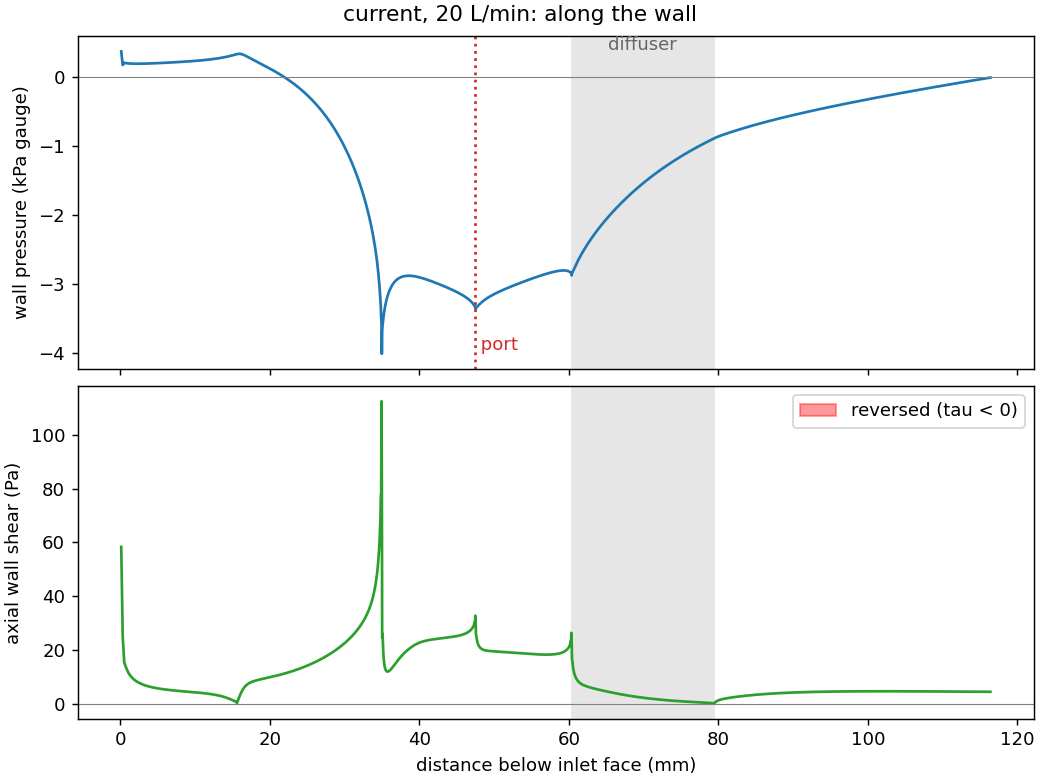 current, 20 L/min: along the wall
diffuser
wall pressure (kPa gauge)
0
−1
−2
−3
−4
port
reversed (tau < 0)
axial wall shear (Pa)
100
80
60
40
20
0
0 20 40 60 80 100 120
distance below inlet face (mm)